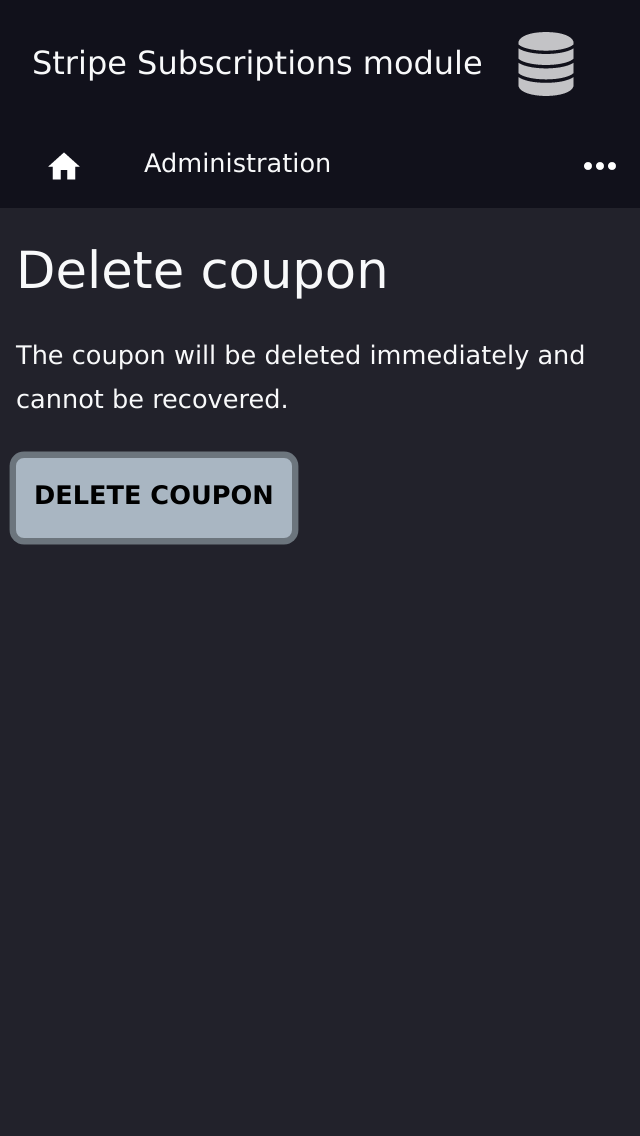 Stripe Subscriptions module
Administration
Delete coupon
The coupon will be deleted immediately and
cannot be recovered.
DELETE COUPON